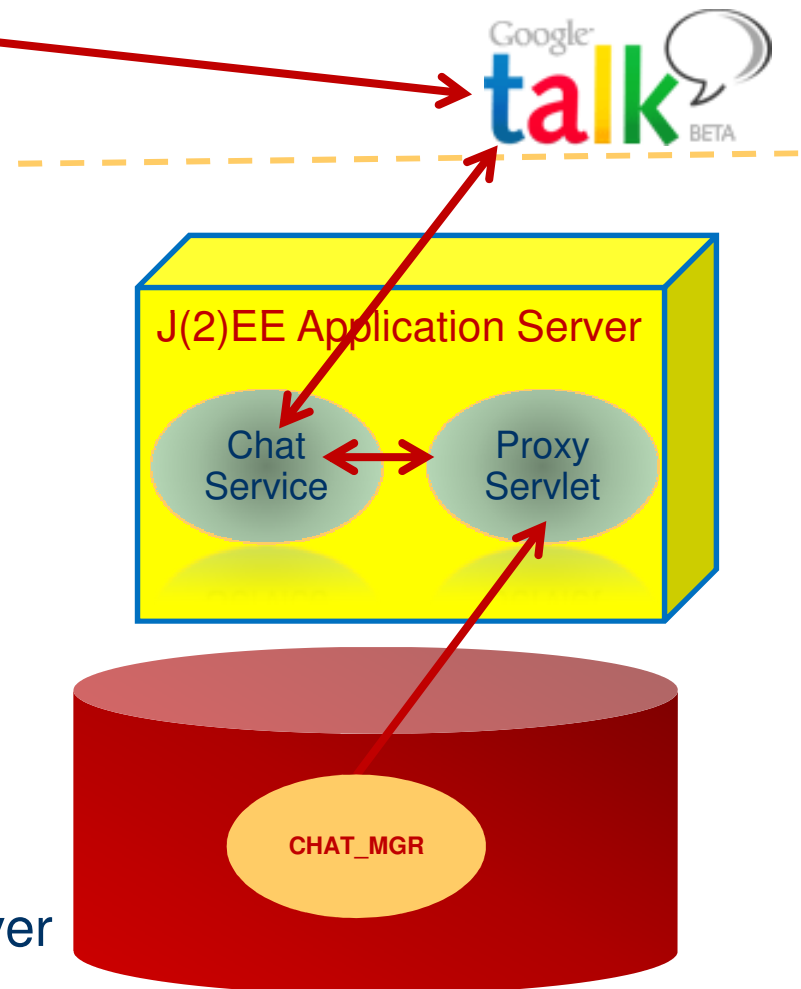 Google
talk
BETA
J(2)EE Application Server
Chat
Service
Proxy
Servlet
CHAT_MGR
ver